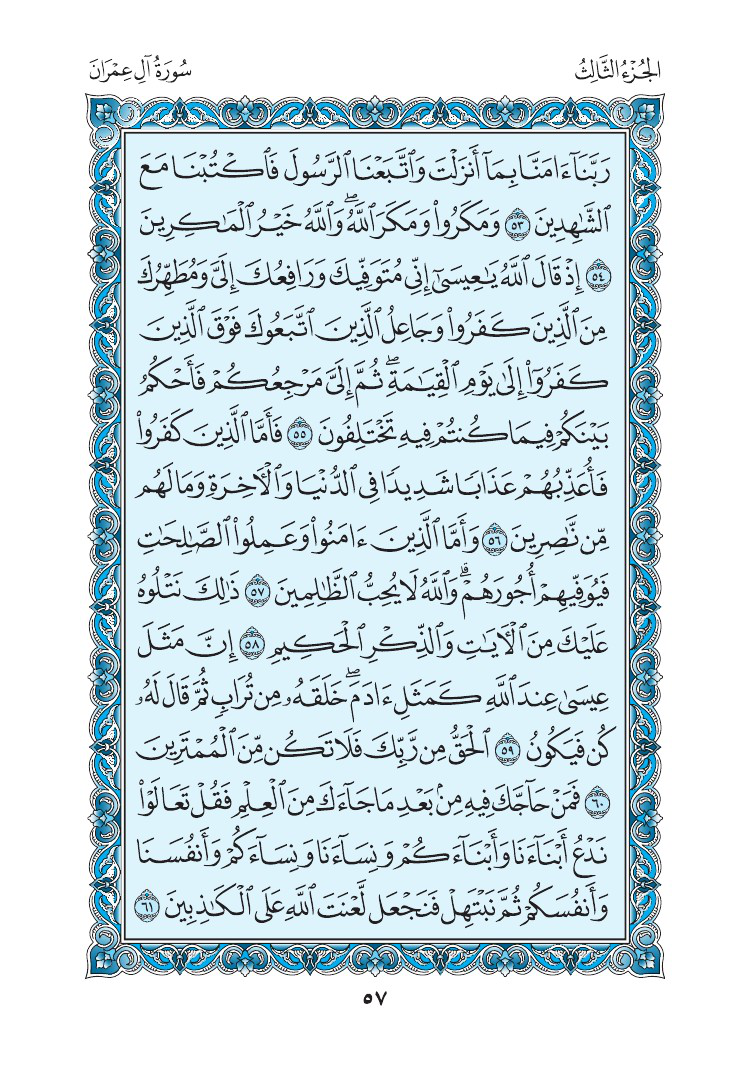 الجُزْءُ الثَّالِثُ
سُورَةُ آلِ عِمْرَانَ
رَبَّنَآ ءَامَنَّا بِمَآ أَنزَلْتَ وَٱتَّبَعْنَا ٱلرَّسُولَ فَٱكْتُبْنَا مَعَ
ٱلشَّـٰهِدِينَ ٥٣ وَمَكَرُوا۟ وَمَكَرَ ٱللَّهُ ۖ وَٱللَّهُ خَيْرُ ٱلْمَـٰكِرِينَ
٥٤ إِذْ قَالَ ٱللَّهُ يَـٰعِيسَىٰٓ إِنِّى مُتَوَفِّيكَ وَرَافِعُكَ إِلَىَّ وَمُطَهِّرُكَ
مِنَ ٱلَّذِينَ كَفَرُوا۟ وَجَاعِلُ ٱلَّذِينَ ٱتَّبَعُوكَ فَوْقَ ٱلَّذِينَ
كَفَرُوٓا۟ إِلَىٰ يَوْمِ ٱلْقِيَـٰمَةِ ۖ ثُمَّ إِلَىَّ مَرْجِعُكُمْ فَأَحْكُمُ
بَيْنَكُمْ فِيمَا كُنتُمْ فِيهِ تَخْتَلِفُونَ ٥٥ فَأَمَّا ٱلَّذِينَ كَفَرُوا۟
فَأُعَذِّبُهُمْ عَذَابًا شَدِيدًا فِى ٱلدُّنْيَا وَٱلْـَٔاخِرَةِ وَمَا لَهُم
مِّن نَّـٰصِرِينَ ٥٦ وَأَمَّا ٱلَّذِينَ ءَامَنُوا۟ وَعَمِلُوا۟ ٱلصَّـٰلِحَـٰتِ
فَيُوَفِّيهِمْ أُجُورَهُمْ ۗ وَٱللَّهُ لَا يُحِبُّ ٱلظَّـٰلِمِينَ ٥٧ ذَٰلِكَ نَتْلُوهُ
عَلَيْكَ مِنَ ٱلْـَٔايَـٰتِ وَٱلذِّكْرِ ٱلْحَكِيمِ ٥٨ إِنَّ مَثَلَ
عِيسَىٰ عِندَ ٱللَّهِ كَمَثَلِ ءَادَمَ ۖ خَلَقَهُۥ مِن تُرَابٍ ثُمَّ قَالَ لَهُۥ
كُن فَيَكُونُ ٥٩ ٱلْحَقُّ مِن رَّبِّكَ فَلَا تَكُن مِّنَ ٱلْمُمْتَرِينَ
٦٠ فَمَنْ حَآجَّكَ فِيهِ مِنۢ بَعْدِ مَا جَآءَكَ مِنَ ٱلْعِلْمِ فَقُلْ تَعَالَوْا۟
نَدْعُ أَبْنَآءَنَا وَأَبْنَآءَكُمْ وَنِسَآءَنَا وَنِسَآءَكُمْ وَأَنفُسَنَا
وَأَنفُسَكُمْ ثُمَّ نَبْتَهِلْ فَنَجْعَل لَّعْنَتَ ٱللَّهِ عَلَى ٱلْكَـٰذِبِينَ ٦١
٥٧